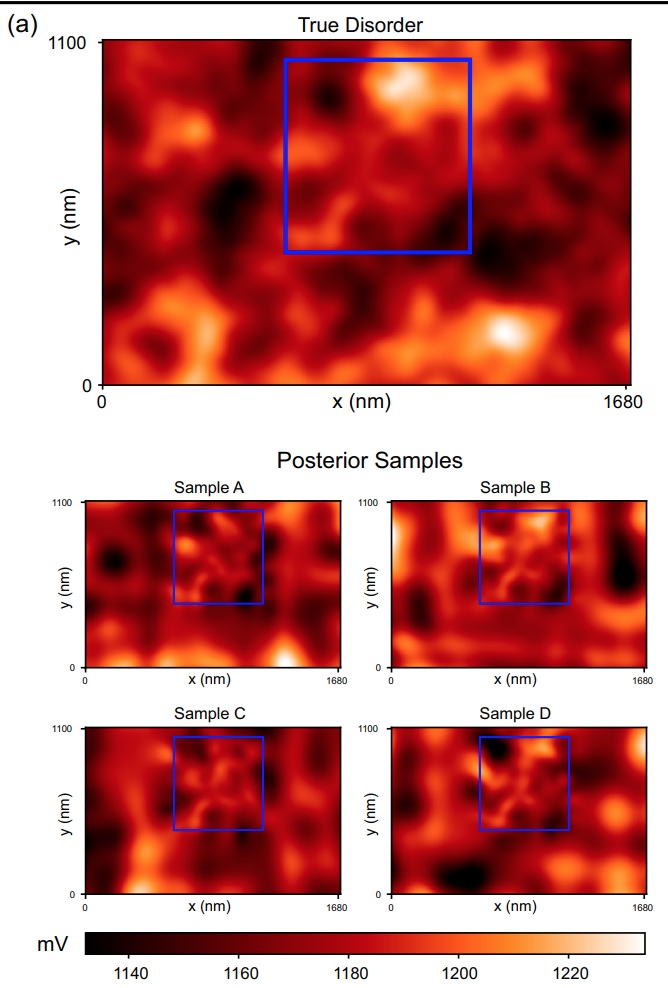 (a)
True Disorder
1100
y (nm)
0
0
x (nm)
1680
Posterior Samples
Sample A
Sample B
1100
y (nm)
0
0
x (nm)
1680
1100
y (nm)
0
0
x (nm)
1680
Sample C
Sample D
1100
y (nm)
0
0
x (nm)
1680
1100
y (nm)
0
0
x (nm)
1680
mV
1140 1160 1180 1200 1220